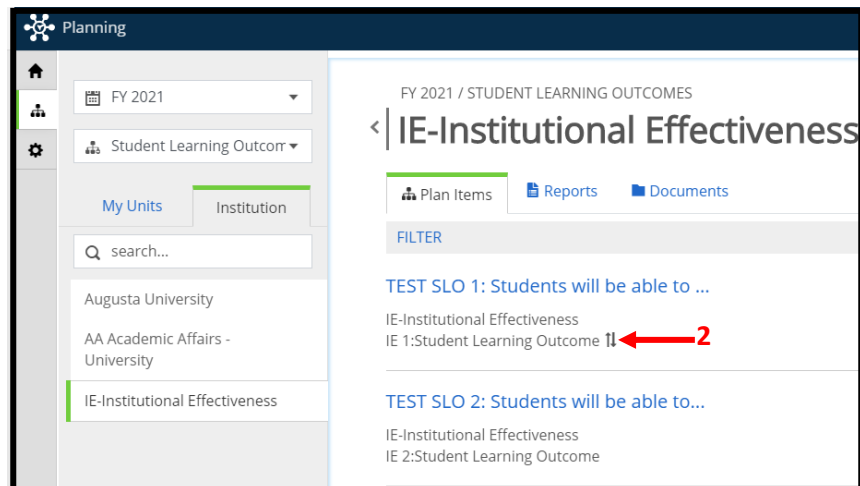 Planning
FY 2021
Student Learning Outcom
My Units
Institution
search...
Augusta University
AA Academic Affairs -
University
IE-Institutional Effectiveness
FY 2021 / STUDENT LEARNING OUTCOMES
IE-Institutional Effectiveness
Plan Items
Reports
Documents
FILTER
TEST SLO 1: Students will be able to ...
IE-Institutional Effectiveness
IE 1:Student Learning Outcome
2
TEST SLO 2: Students will be able to...
IE-Institutional Effectiveness
IE 2:Student Learning Outcome